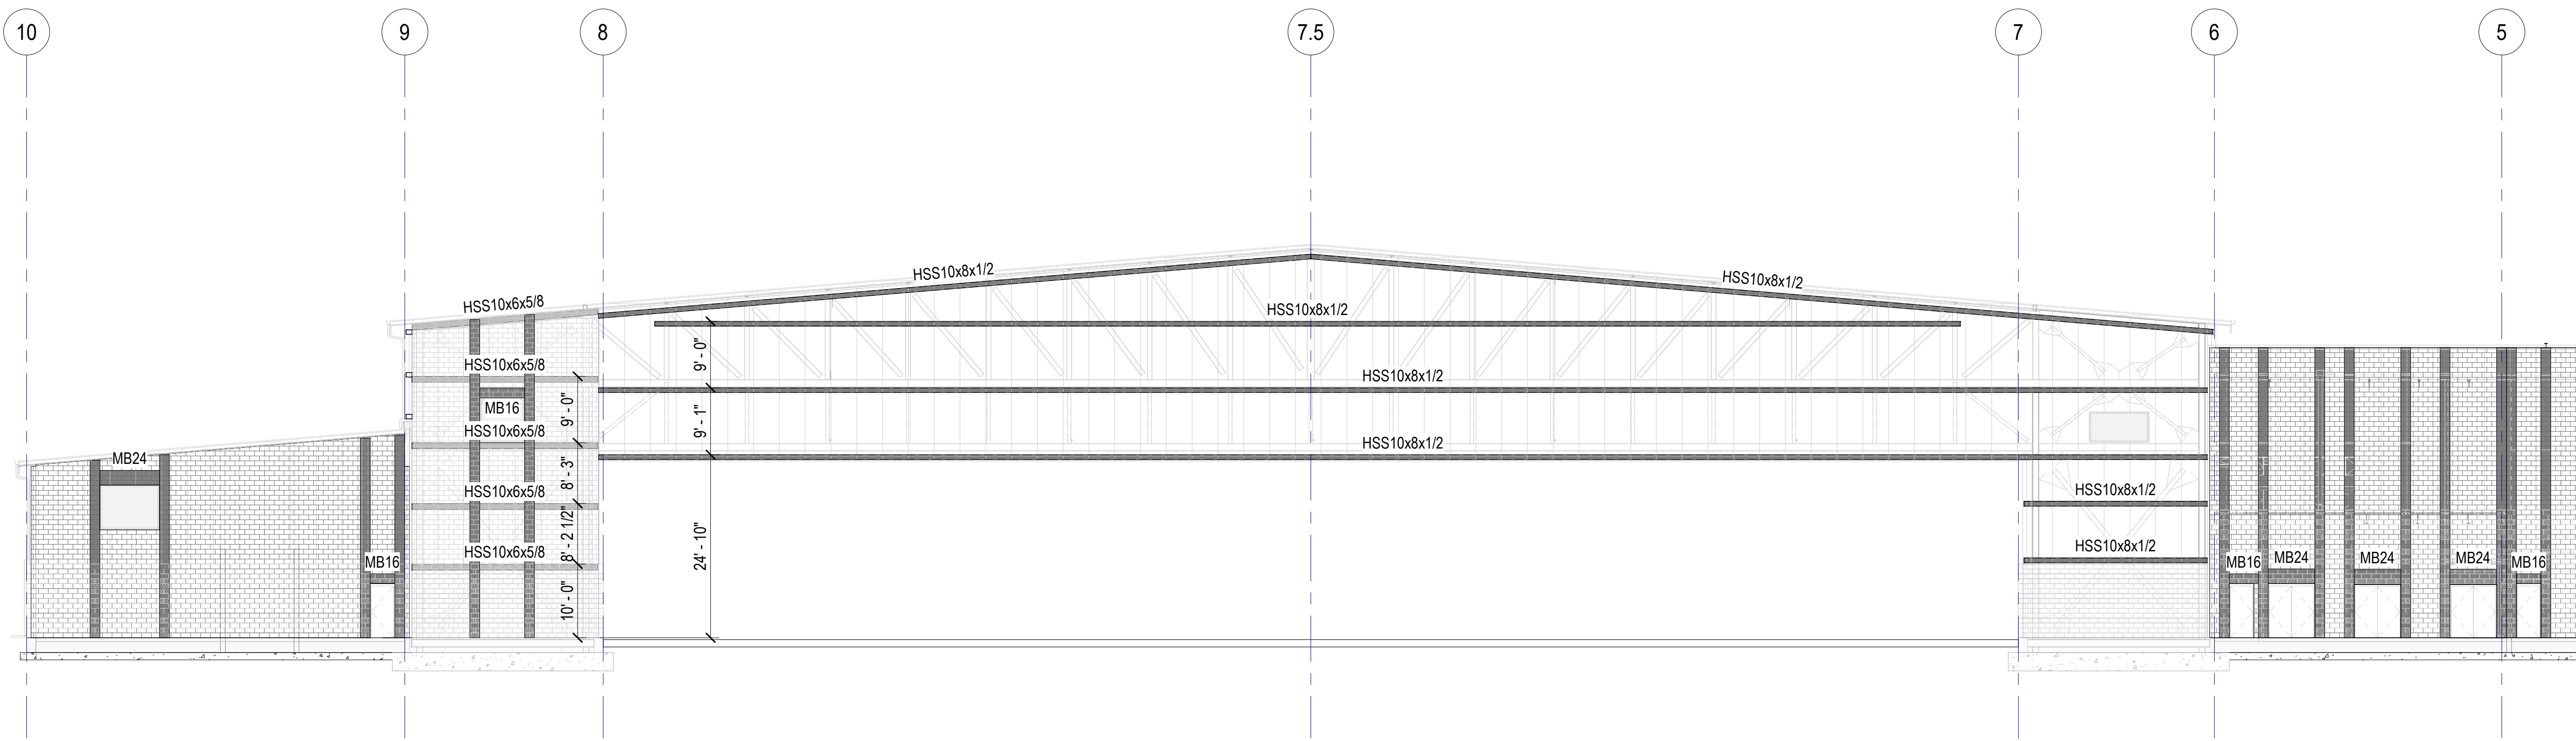 10
9
8
7.5
7
6
5
HSS10x8x1/2
HSS10x8x1/2
HSS10x6x5/8
HSS10x8x1/2
9' - 0"
HSS10x6x5/8
HSS10x8x1/2
MB16
9' - 0"
9' - 1"
HSS10x6x5/8
HSS10x8x1/2
MB24
8' - 3"
HSS10x6x5/8
HSS10x8x1/2
8' - 2 1/2"
24' - 10"
HSS10x6x5/8
HSS10x8x1/2
MB16
10' - 0"
MB16
MB24
MB24
MB24
MB16